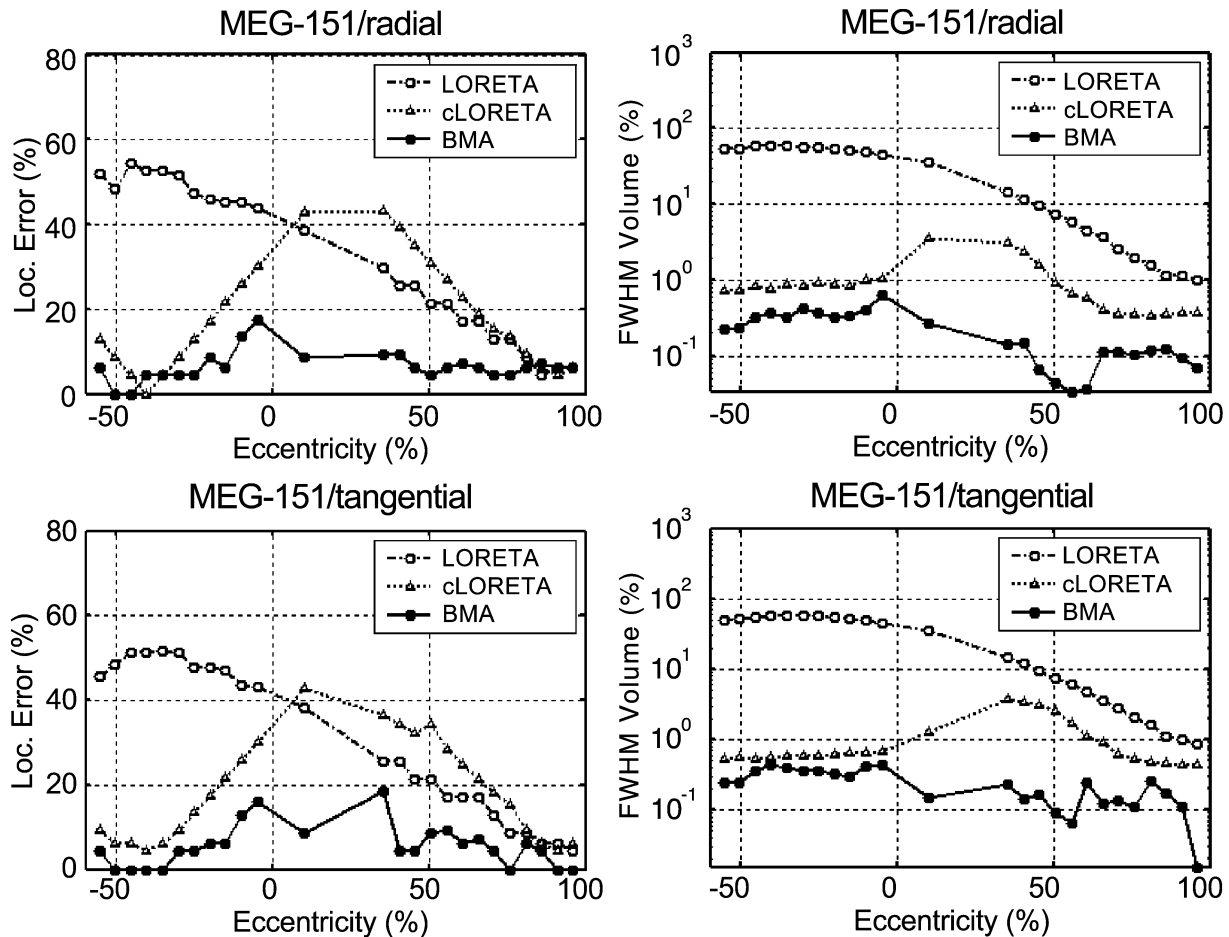 MEG-151/radial
80
60
40
20
0
Loc. Error (%)
LORETA
cLORETA
BMA
-50
0
50
100
Eccentricity (%)
MEG-151/radial
10^3
10^2
10^1
10^0
10^-1
FWHM Volume (%)
LORETA
cLORETA
BMA
-50
0
50
100
Eccentricity (%)
MEG-151/tangential
80
60
40
20
0
Loc. Error (%)
LORETA
cLORETA
BMA
-50
0
50
100
Eccentricity (%)
MEG-151/tangential
10^3
10^2
10^1
10^0
10^-1
FWHM Volume (%)
LORETA
cLORETA
BMA
-50
0
50
100
Eccentricity (%)